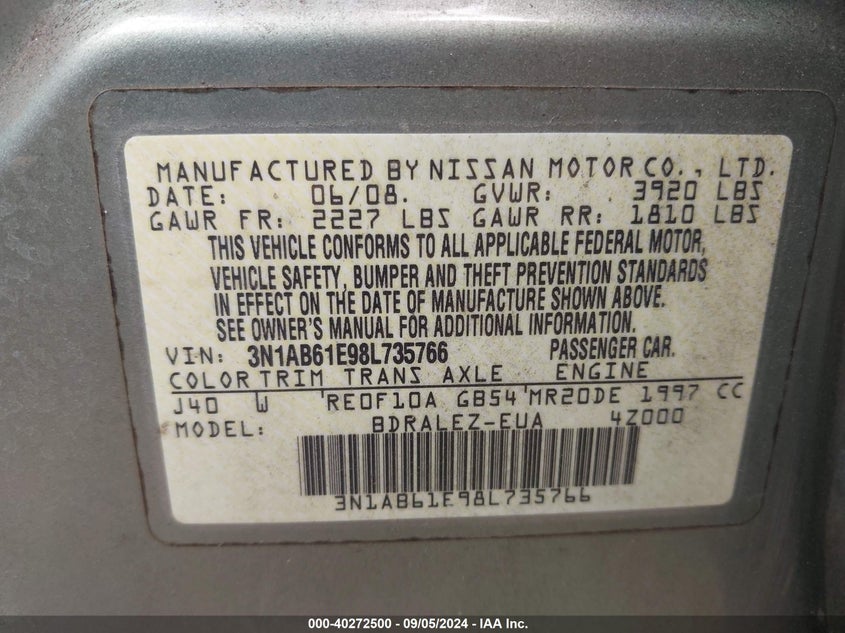 MANUFACTURED BY NISSAN MOTOR CO., LTD.
DATE: 06/08. GVWR: 3920 LBS
GAWR FR: 2227 LBS GAWR RR: 1810 LBS
THIS VEHICLE CONFORMS TO ALL APPLICABLE FEDERAL MOTOR,
VEHICLE SAFETY, BUMPER AND THEFT PREVENTION STANDARDS
IN EFFECT ON THE DATE OF MANUFACTURE SHOWN ABOVE.
SEE OWNER'S MANUAL FOR ADDITIONAL INFORMATION.
VIN: 3N1AB61E98L735766 PASSENGER CAR.
COLOR TRIM TRANS AXLE ENGINE
J40 W RE0F10A GB54 MR20DE 1997 CC
MODEL: BDRALEZ-EUA 4Z000
3N1AB61E98L735766
000-40272500 - 09/05/2024 - IAA Inc.